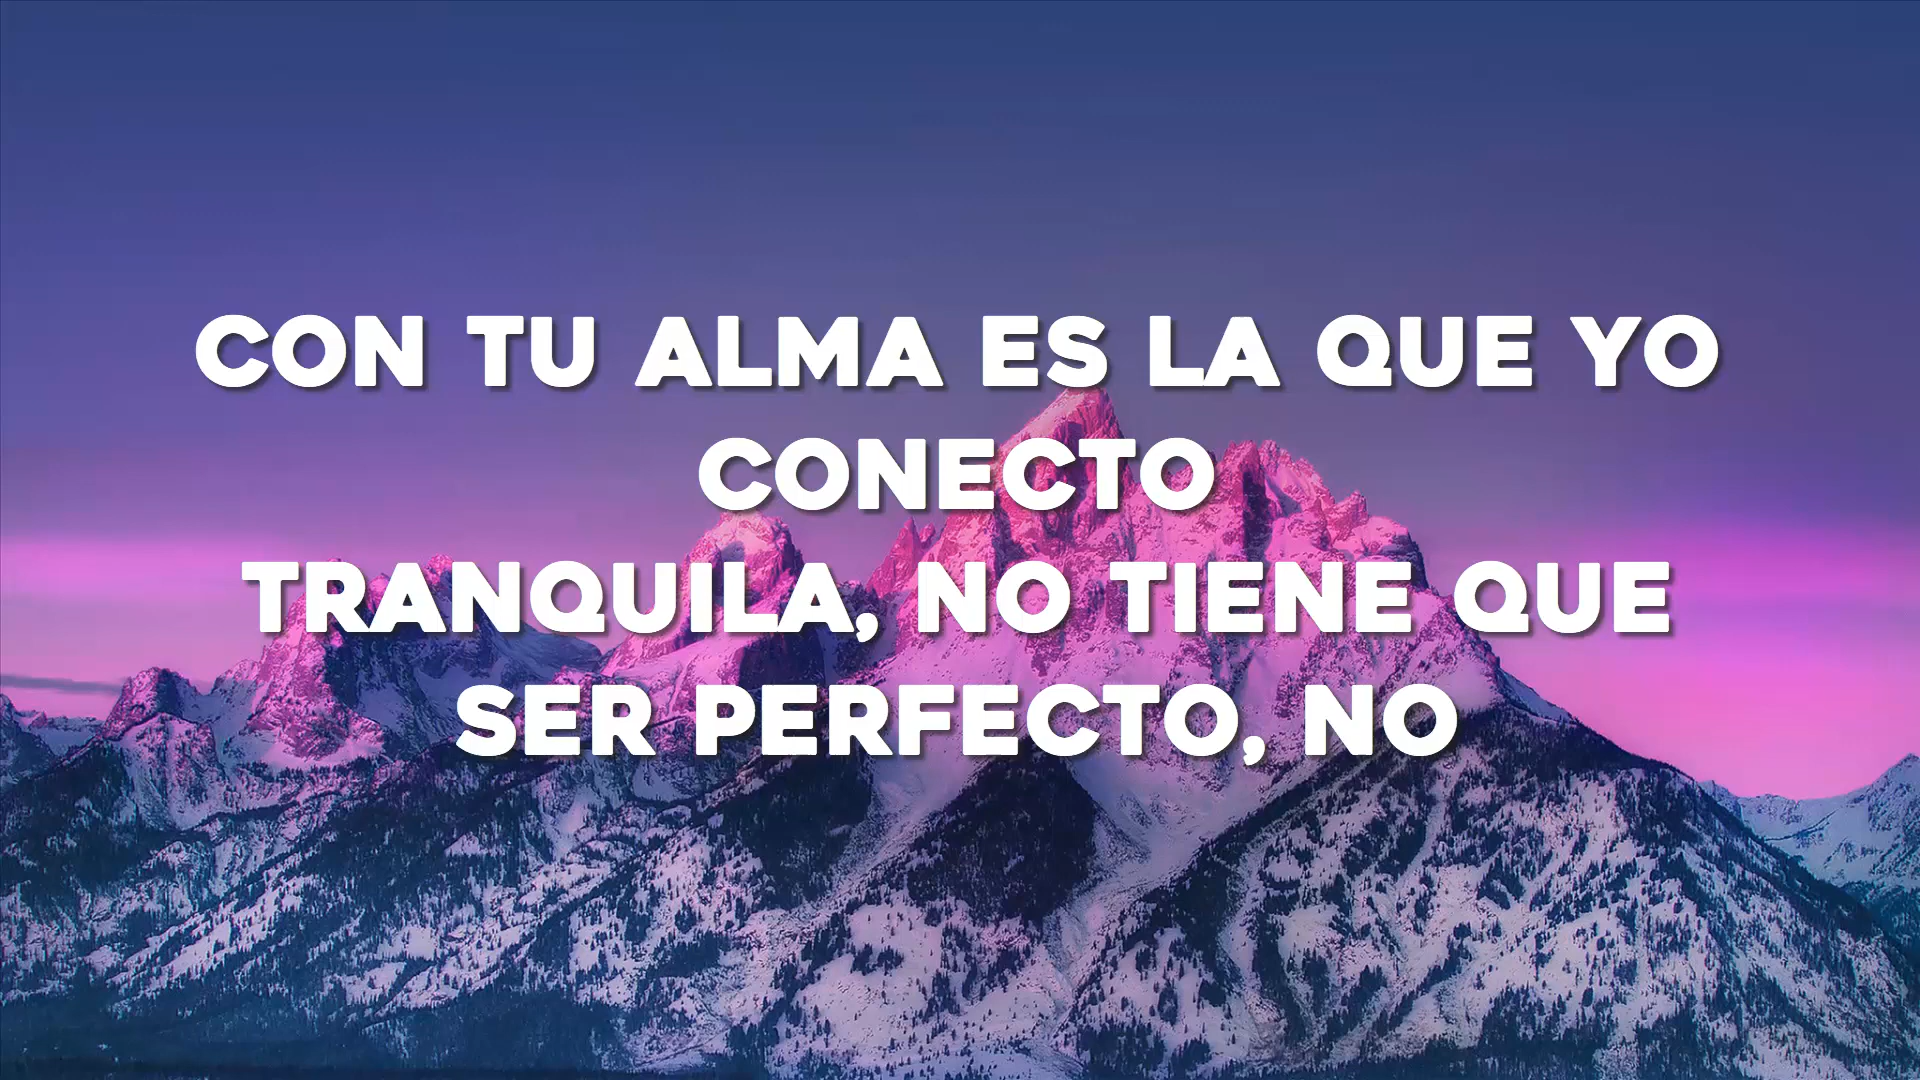 CON TU ALMA ES LA QUE YO
CONECTO
TRANQUILA, NO TIENE QUE
SER PERFECTO, NO